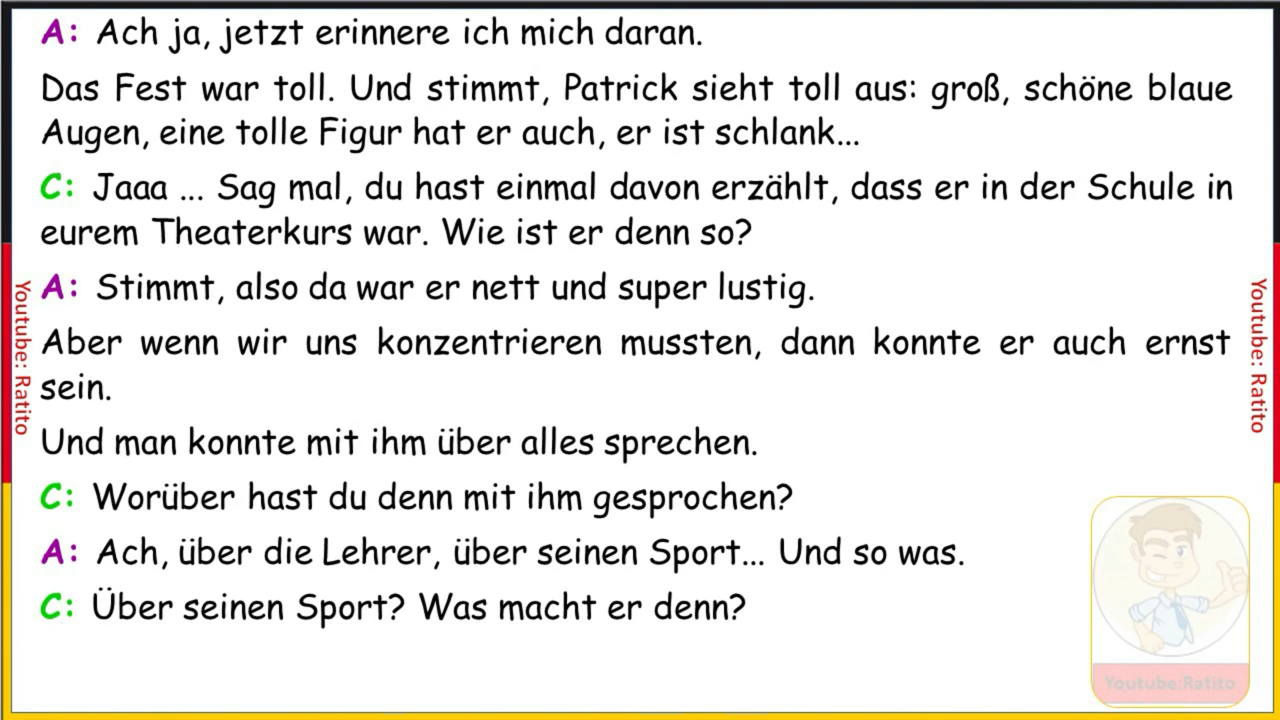 A: Ach ja, jetzt erinnere ich mich daran.
Das Fest war toll. Und stimmt, Patrick sieht toll aus: groß, schöne blaue
Augen, eine tolle Figur hat er auch, er ist schlank...
C: Jaaa ... Sag mal, du hast einmal davon erzählt, dass er in der Schule in
eurem Theaterkurs war. Wie ist er denn so?
A: Stimmt, also da war er nett und super lustig.
Aber wenn wir uns konzentrieren mussten, dann konnte er auch ernst
sein.
Und man konnte mit ihm über alles sprechen.
C: Worüber hast du denn mit ihm gesprochen?
A: Ach, über die Lehrer, über seinen Sport... Und so was.
C: Über seinen Sport? Was macht er denn?
Youtube: Ratito
Youtube: Ratito
Youtube:Ratito